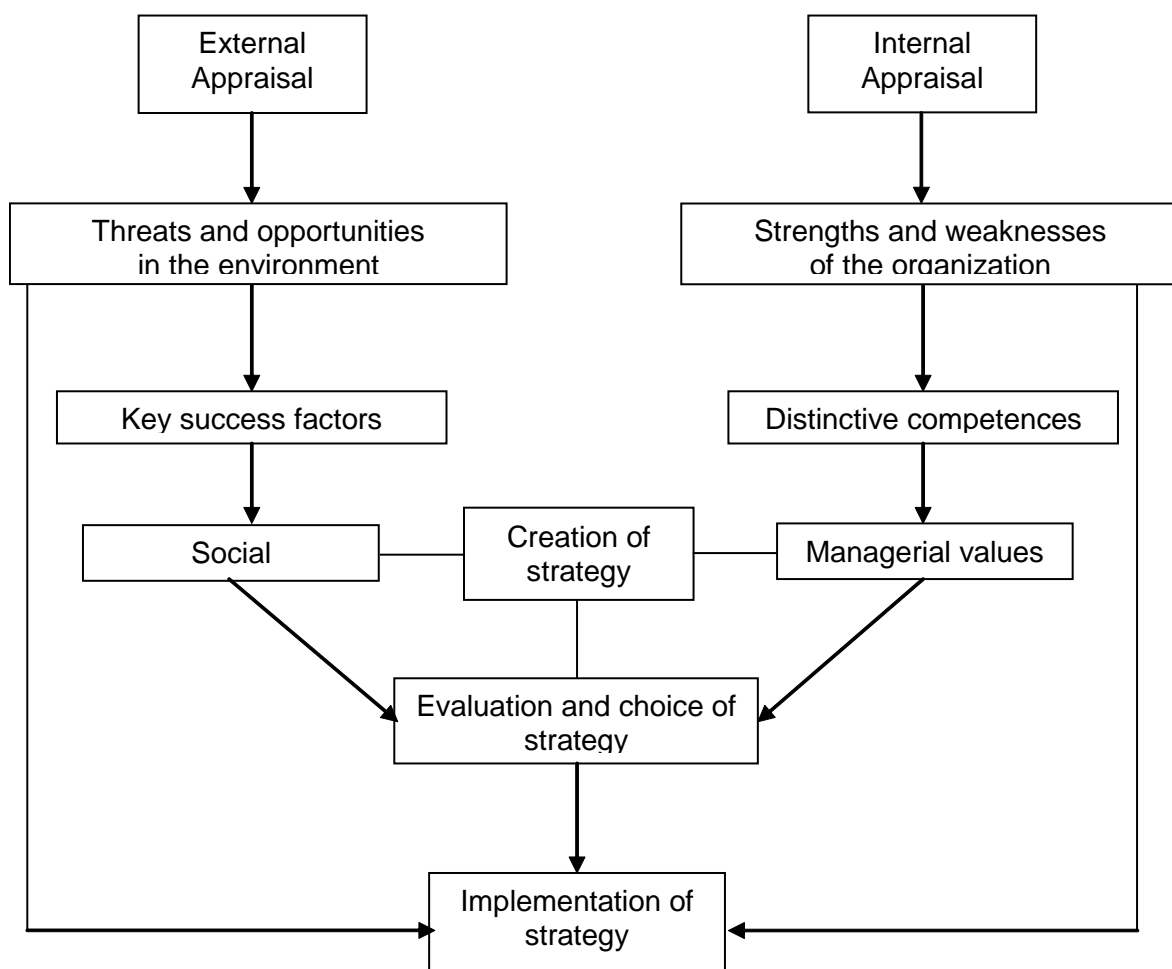 External
Appraisal
Internal
Appraisal
Threats and opportunities
in the environment
Strengths and weaknesses
of the organization
Key success factors
Distinctive competences
Social
Creation of
strategy
Managerial values
Evaluation and choice of
strategy
Implementation of
strategy